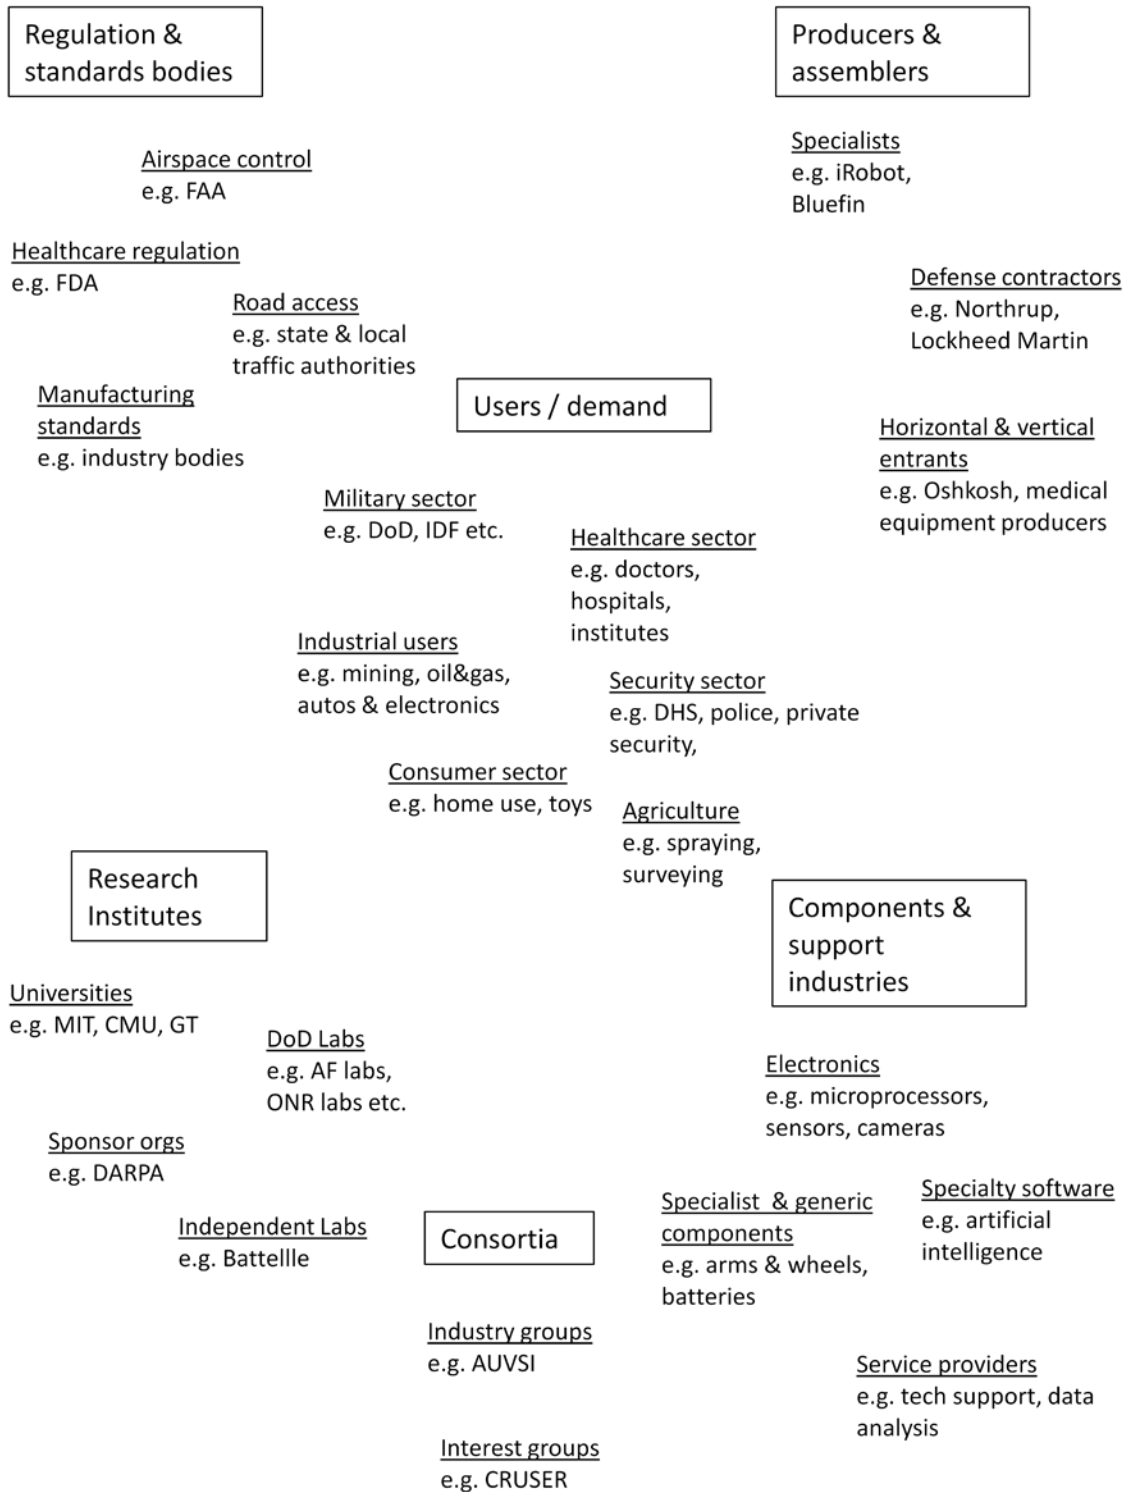 Regulation &
standards bodies
Airspace control
e.g. FAA
Healthcare regulation
e.g. FDA
Road access
e.g. state & local
traffic authorities
Manufacturing
standards
e.g. industry bodies
Producers &
assemblers
Specialists
e.g. iRobot,
Bluefin
Defense contractors
e.g. Northrup,
Lockheed Martin
Horizontal & vertical
entrants
e.g. Oshkosh, medical
equipment producers
Users / demand
Military sector
e.g. DoD, IDF etc.
Healthcare sector
e.g. doctors,
hospitals,
institutes
Industrial users
e.g. mining, oil&gas,
autos & electronics
Security sector
e.g. DHS, police, private
security,
Consumer sector
e.g. home use, toys
Agriculture
e.g. spraying,
surveying
Research
Institutes
Universities
e.g. MIT, CMU, GT
DoD Labs
e.g. AF labs,
ONR labs etc.
Sponsor orgs
e.g. DARPA
Independent Labs
e.g. Battellle
Components &
support
industries
Electronics
e.g. microprocessors,
sensors, cameras
Specialty software
e.g. artificial
intelligence
Specialist & generic
components
e.g. arms & wheels,
batteries
Service providers
e.g. tech support, data
analysis
Consortia
Industry groups
e.g. AUVSI
Interest groups
e.g. CRUSER